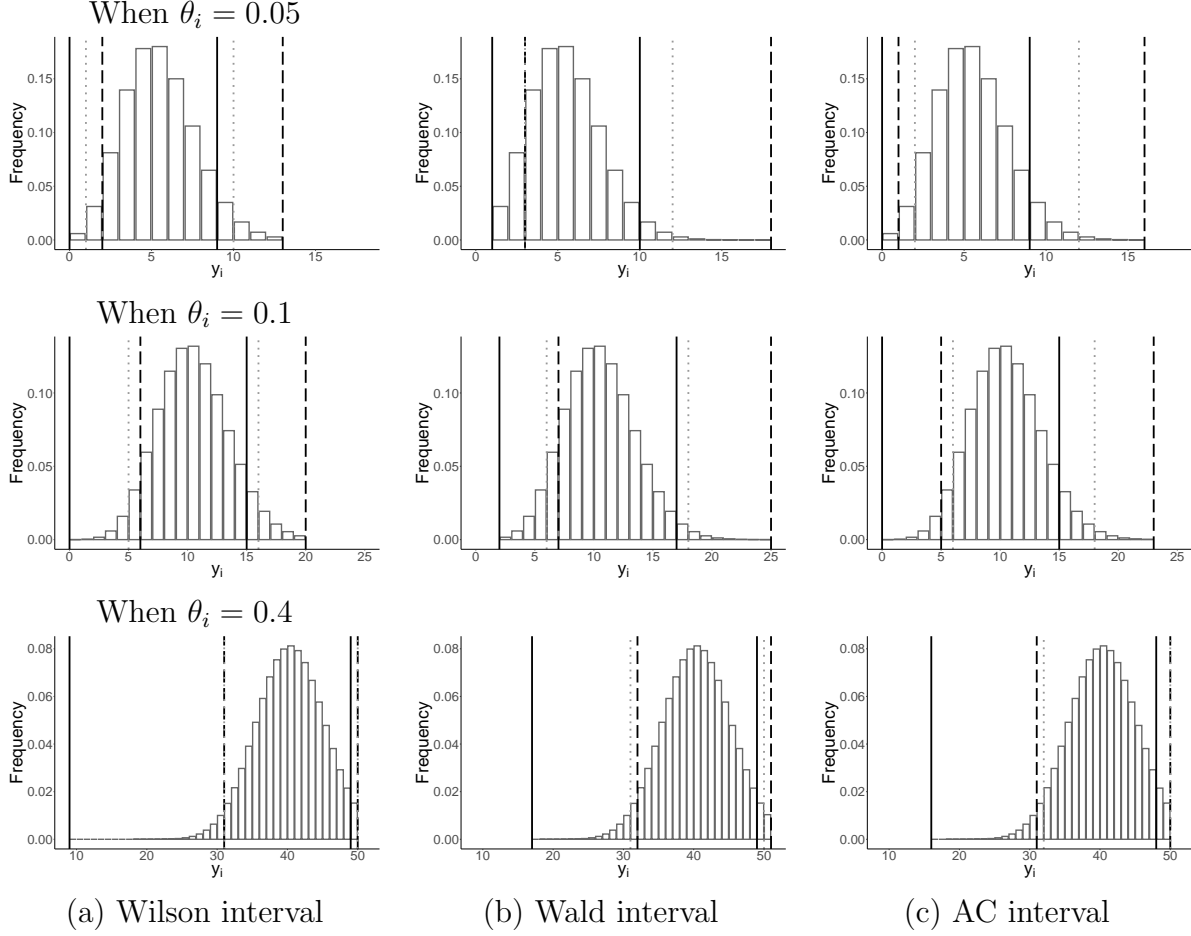 When θᵢ = 0.05
Frequency
0.15
0.10
0.05
0.00
0 5 10 15
yᵢ
Frequency
0.15
0.10
0.05
0.00
0 5 10 15
yᵢ
Frequency
0.15
0.10
0.05
0.00
0 5 10 15
yᵢ
When θᵢ = 0.1
Frequency
0.10
0.05
0.00
0 5 10 15 20 25
yᵢ
Frequency
0.10
0.05
0.00
0 5 10 15 20 25
yᵢ
Frequency
0.10
0.05
0.00
0 5 10 15 20 25
yᵢ
When θᵢ = 0.4
Frequency
0.08
0.06
0.04
0.02
0.00
10 20 30 40 50
yᵢ
Frequency
0.08
0.06
0.04
0.02
0.00
10 20 30 40 50
yᵢ
Frequency
0.08
0.06
0.04
0.02
0.00
10 20 30 40 50
yᵢ
(a) Wilson interval
(b) Wald interval
(c) AC interval